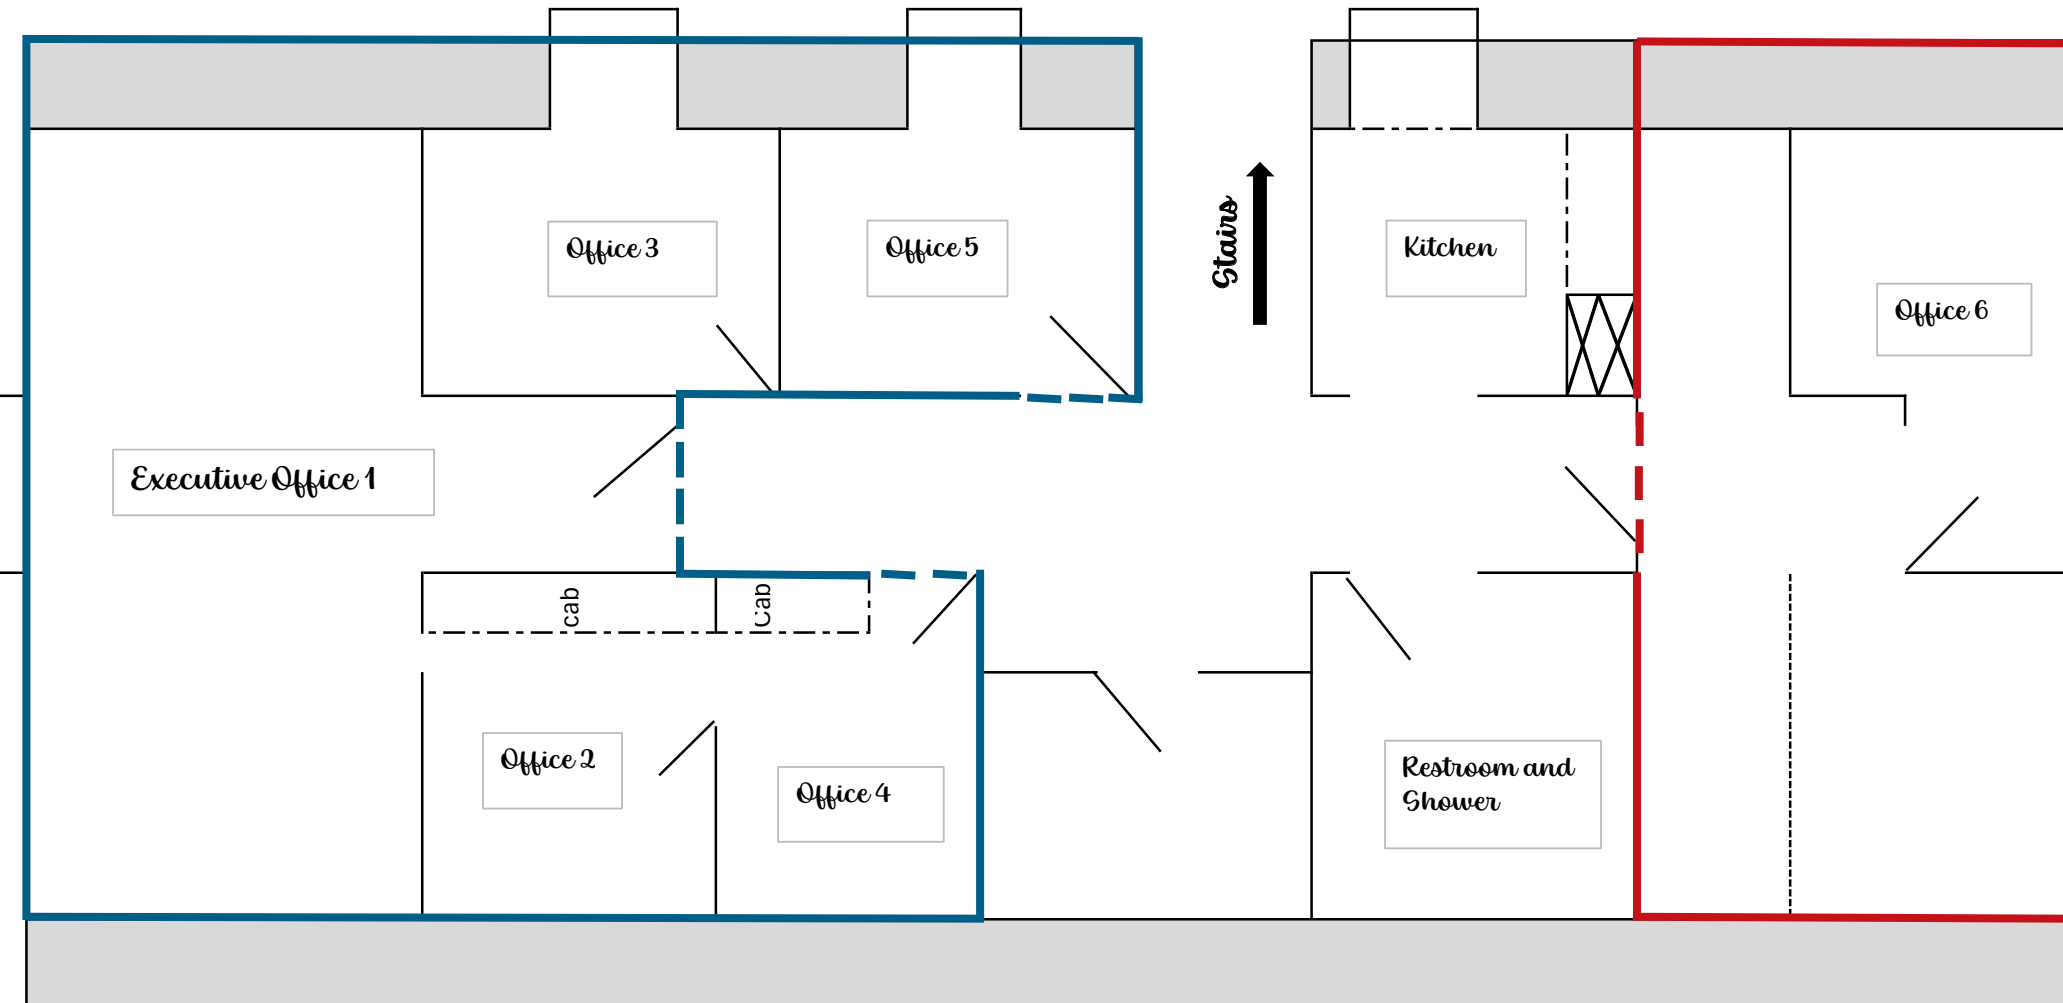 Office 3
Office 5
Stairs
Kitchen
Office 6
Executive Office 1
cab
Cab
Office 2
Office 4
Restroom and
Shower